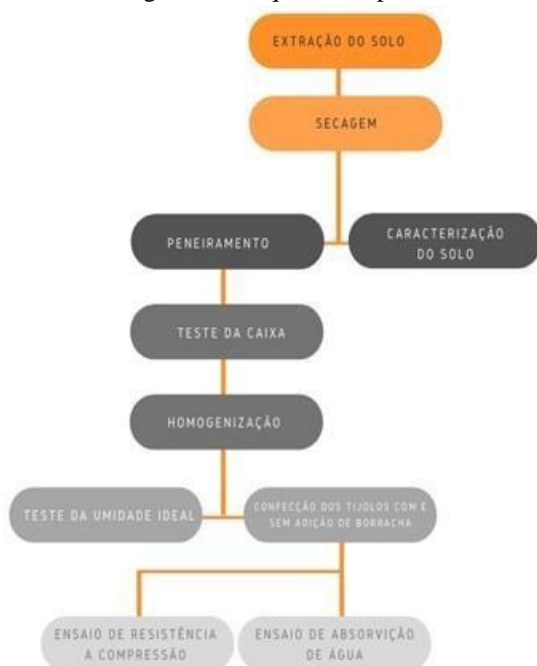 EXTRAÇÃO DO SOLO
SECAGEM
PENEIRAMENTO
CARACTERIZAÇÃO
DO SOLO
TESTE DA CAIXA
HOMOGENIZAÇÃO
TESTE DA UMIDADE IDEAL
CONFECÇÃO DOS TIJOLOS COM E
SEM ADIÇÃO DE BORRACHA
ENSAIO DE RESISTÊNCIA
A COMPRESSÃO
ENSAIO DE ABSORVIÇÃO
DE ÁGUA